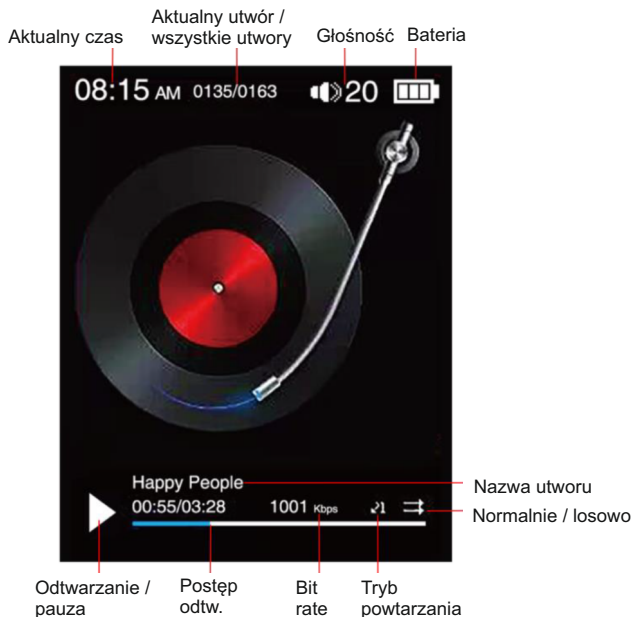 Aktualny utwór /
Aktualny czas wszystkie utwory Głośność Bateria
08:15 AM 0135/0163 20
Happy People
00:55/03:28 1001 Kbps
Nazwa utworu
Normalnie / losowo
Odtwarzanie /
pauza
Postęp
odtw.
Bit
rate
Tryb
powtarzania